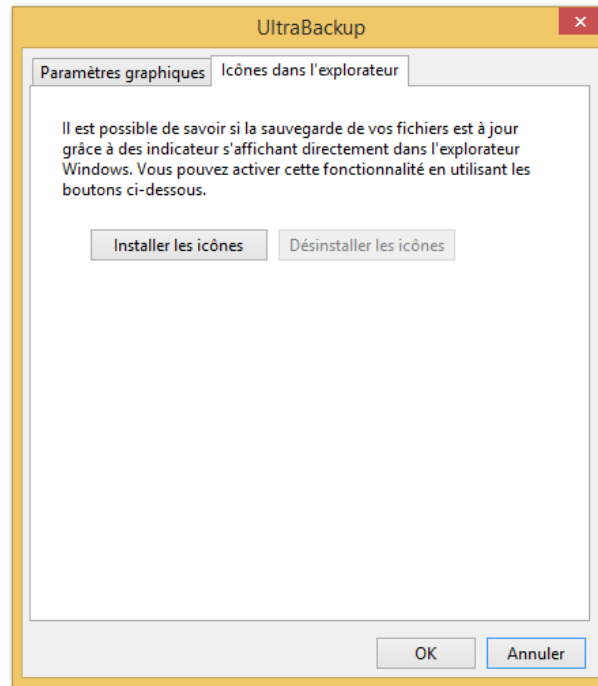 UltraBackup
Paramètres graphiques
Icônes dans l'explorateur
Il est possible de savoir si la sauvegarde de vos fichiers est à jour
grâce à des indicateur s'affichant directement dans l'explorateur
Windows. Vous pouvez activer cette fonctionnalité en utilisant les
boutons ci-dessous.
Installer les icônes
Désinstaller les icônes
OK
Annuler